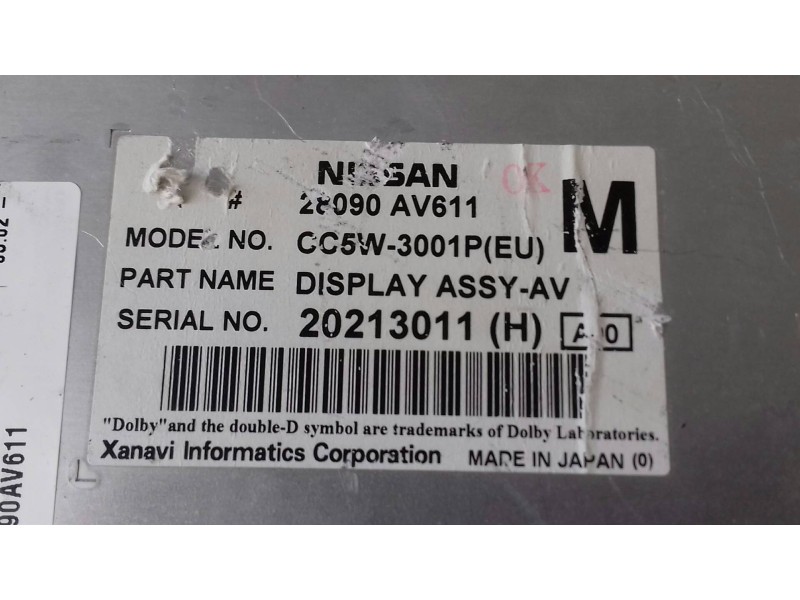 NISSAN OK M
# 28090 AV611
MODEL NO. CC5W-3001P(EU)
PART NAME DISPLAY ASSY-AV
SERIAL NO. 20213011 (H)
"Dolby"and the double-D symbol are trademarks of Dolby Laboratories.
Xanavi Informatics Corporation MADE IN JAPAN (0)
90AV611